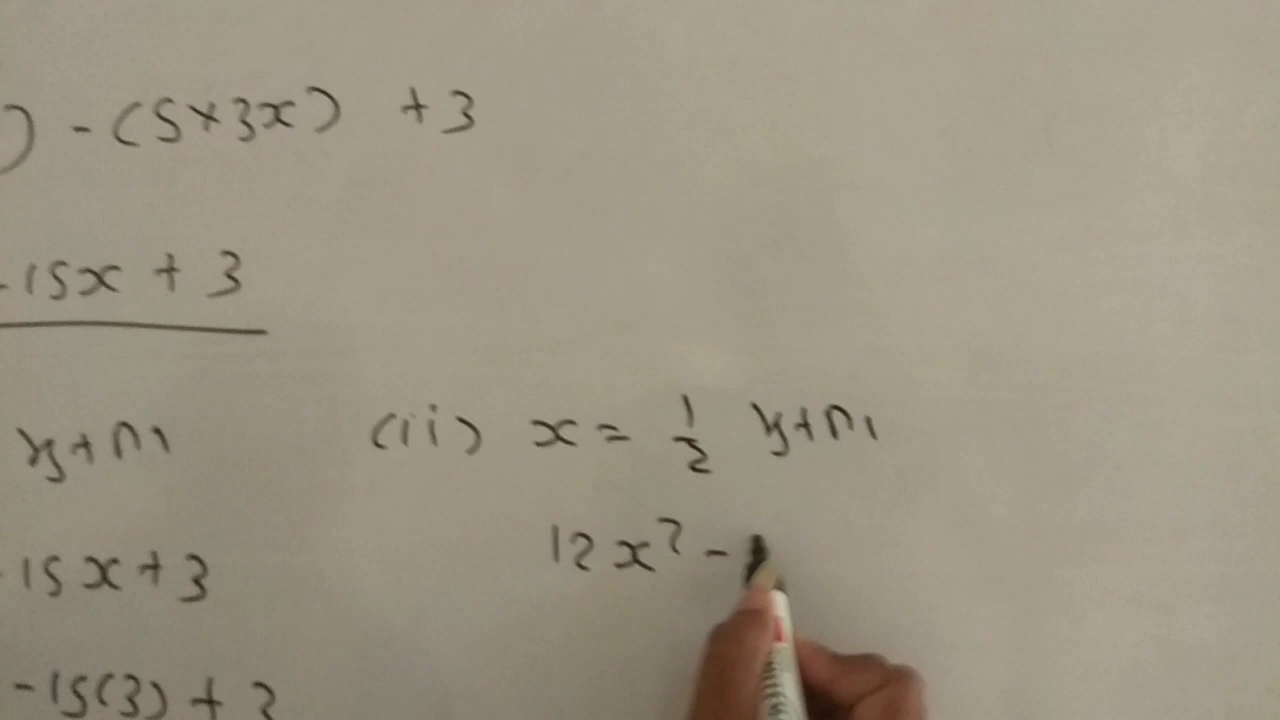 ) - (5×3x) + 3
-15x + 3
(ii) x = 1/2
15x + 3
12x² -
-15(3) + 3